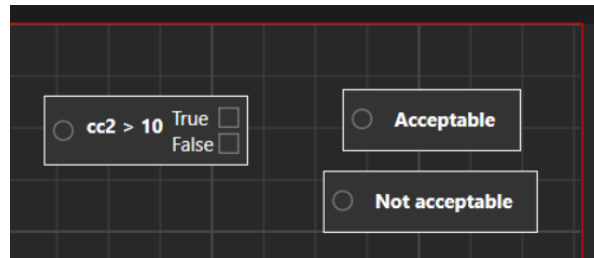 cc2 > 10
True
False
Acceptable
Not acceptable